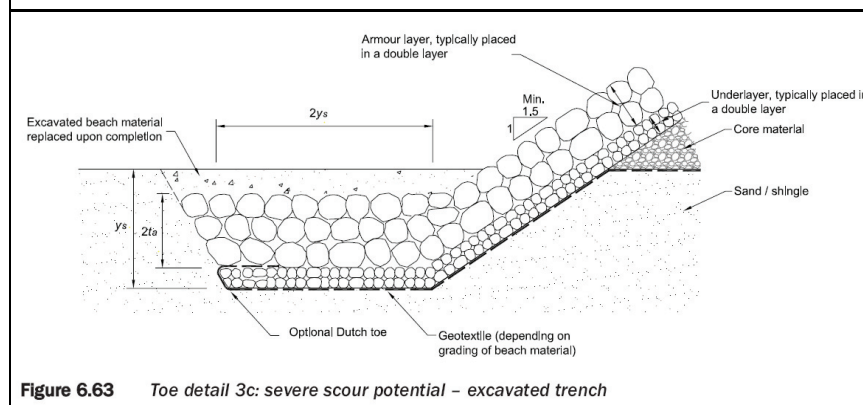 Armour layer, typically placed
in a double layer
Min.
1.5
1
Underlayer, typically placed in
a double layer
Core material
Excavated beach material
replaced upon completion
2ys
Sand / shingle
ys
2ta
Optional Dutch toe
Geotextile (depending on
grading of beach material)
Figure 6.63 Toe detail 3c: severe scour potential – excavated trench